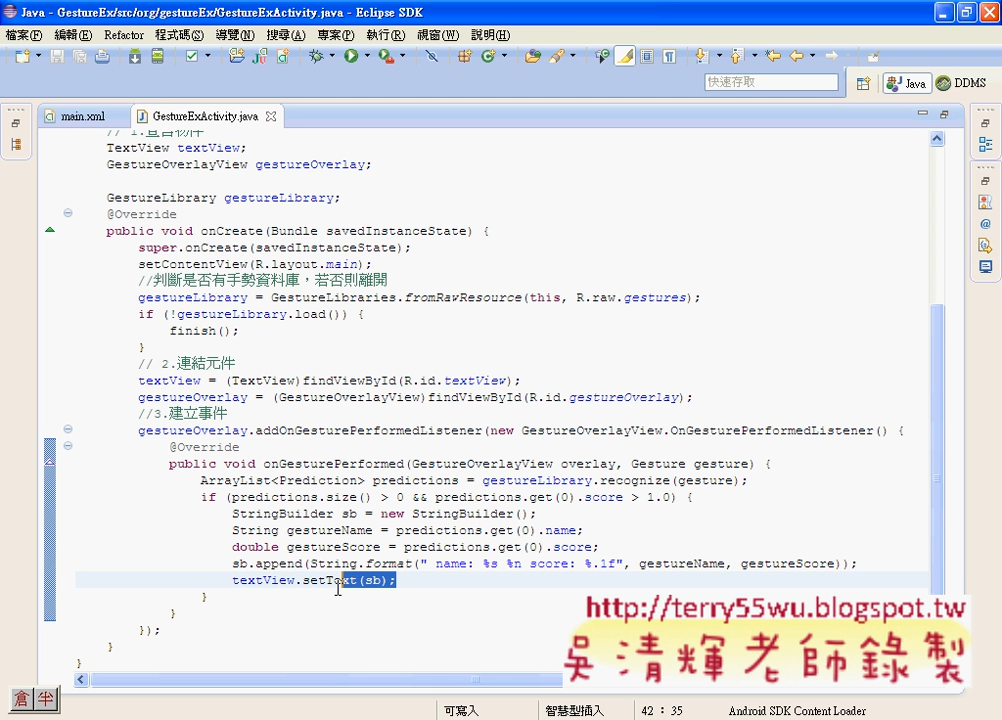 Java - GestureEx/src/org/gestureEx/GestureExActivity.java - Eclipse SDK
檔案(F) 編輯(E) Refactor 程式碼(S) 導覽(N) 搜尋(A) 專案(P) 執行(R) 視窗(W) 說明(H)
快速存取
Java
DDMS
main.xml
GestureExActivity.java
// 1.宣告物件
TextView textView;
GestureOverlayView gestureOverlay;
GestureLibrary gestureLibrary;
@Override
public void onCreate(Bundle savedInstanceState) {
super.onCreate(savedInstanceState);
setContentView(R.layout.main);
//判斷是否有手勢資料庫，若否則離開
gestureLibrary = GestureLibraries.fromRawResource(this, R.raw.gestures);
if (!gestureLibrary.load()) {
finish();
}
// 2.連結元件
textView = (TextView)findViewById(R.id.textView);
gestureOverlay = (GestureOverlayView)findViewById(R.id.gestureOverlay);
//3.建立事件
gestureOverlay.addOnGesturePerformedListener(new GestureOverlayView.OnGesturePerformedListener() {
@Override
public void onGesturePerformed(GestureOverlayView overlay, Gesture gesture) {
ArrayList<Prediction> predictions = gestureLibrary.recognize(gesture);
if (predictions.size() > 0 && predictions.get(0).score > 1.0) {
StringBuilder sb = new StringBuilder();
String gestureName = predictions.get(0).name;
double gestureScore = predictions.get(0).score;
sb.append(String.format(" name: %s %n score: %.1f", gestureName, gestureScore));
textView.setText(sb);
}
}
});
}
}
http://terry55wu.blogspot.tw
吳清輝老師錄製
倉 半
可寫入
智慧型插入
42 : 35
Android SDK Content Loader